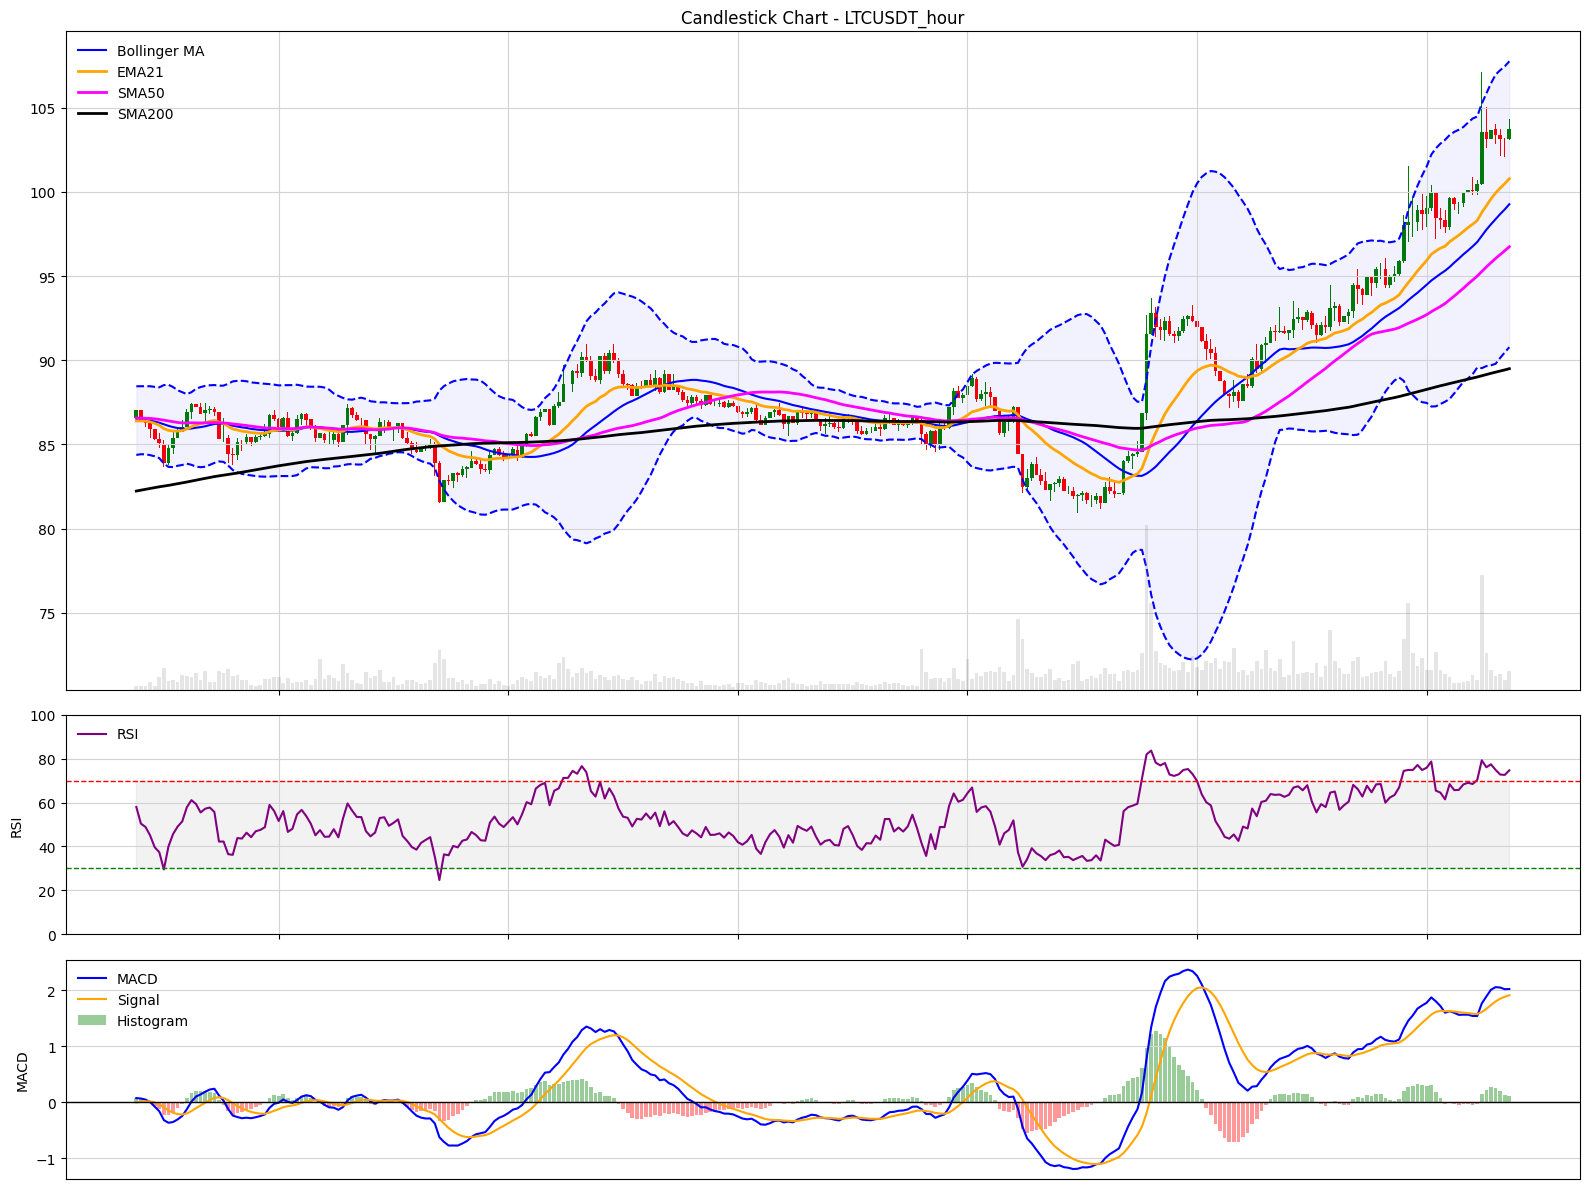 Candlestick Chart - LTCUSDT_hour
Bollinger MA
EMA21
SMA50
SMA200
105
100
95
90
85
80
75
RSI
100
80
60
40
20
0
RSI
MACD
Signal
Histogram
2
1
0
−1
MACD